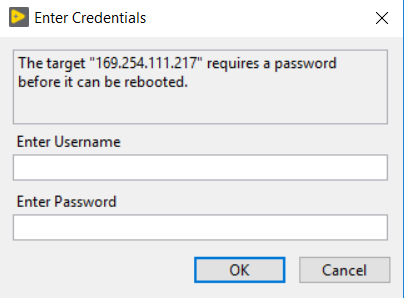 Enter Credentials
The target "169.254.111.217" requires a password
before it can be rebooted.
Enter Username
Enter Password
OK
Cancel